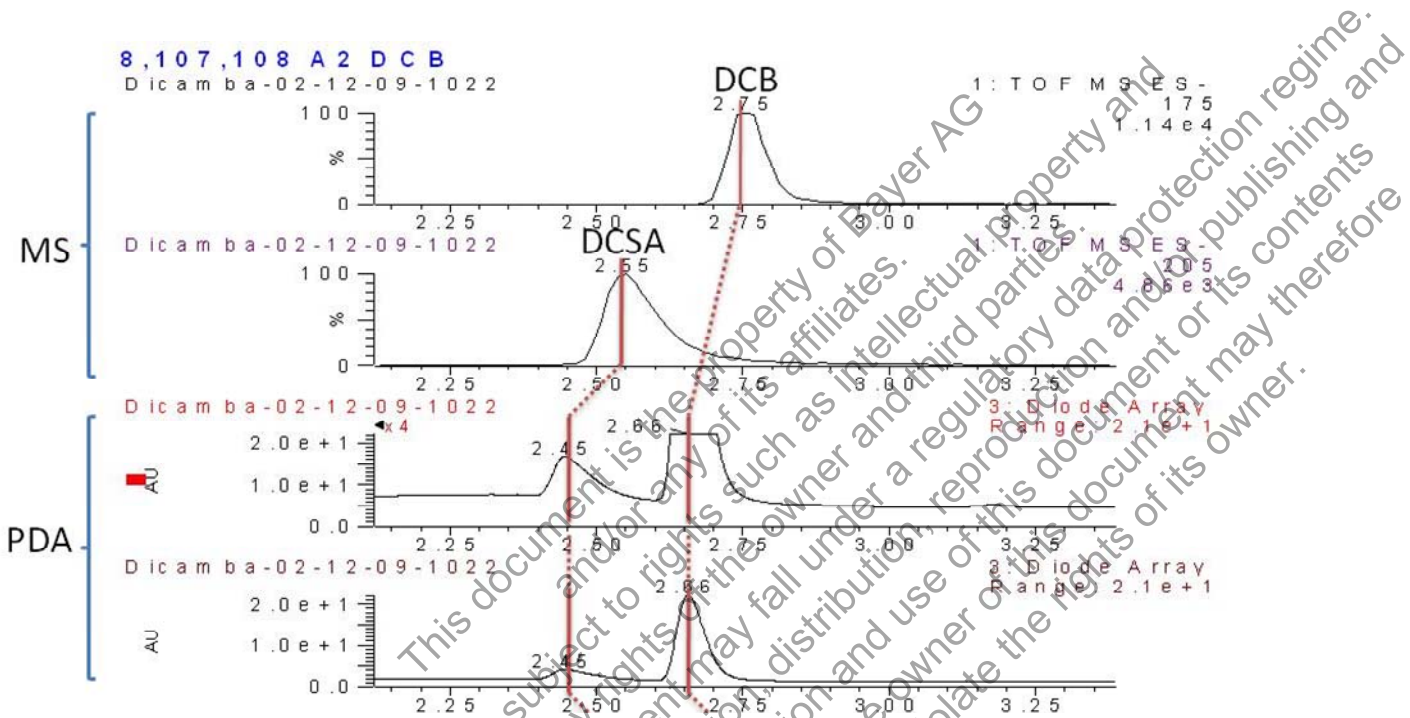 8,107,108 A2 DCB
Dicamba-02-12-09-1022
DCB
2.75
1: TOF MS ES-
175
1.14e4
100
%
0
2.25 2.50 2.75 3.00 3.25
MS
Dicamba-02-12-09-1022
DCSA
2.55
1: TOF MS ES-
205
4.86e3
100
%
0
2.25 2.50 2.75 3.00 3.25
Dicamba-02-12-09-1022
3: Diode Array
Range: 2.1e+1
x4
2.66
2.45
2.0e+1
AU
1.0e+1
0.0
2.25 2.50 2.75 3.00 3.25
PDA
Dicamba-02-12-09-1022
3: Diode Array
Range: 2.1e+1
2.66
2.0e+1
AU
1.0e+1
2.45
0.0
2.25 2.50 2.75 3.00 3.25
This document is the property of Bayer AG
and/or any of its affiliates.
subject to rights such as intellectual property and
rights of the owner and third parties.
ent may fall under a regulatory data protection regime.
distribution, reproduction and/or publishing and
and use of this document or its contents
owner of this document may therefore
olate the rights of its owner.